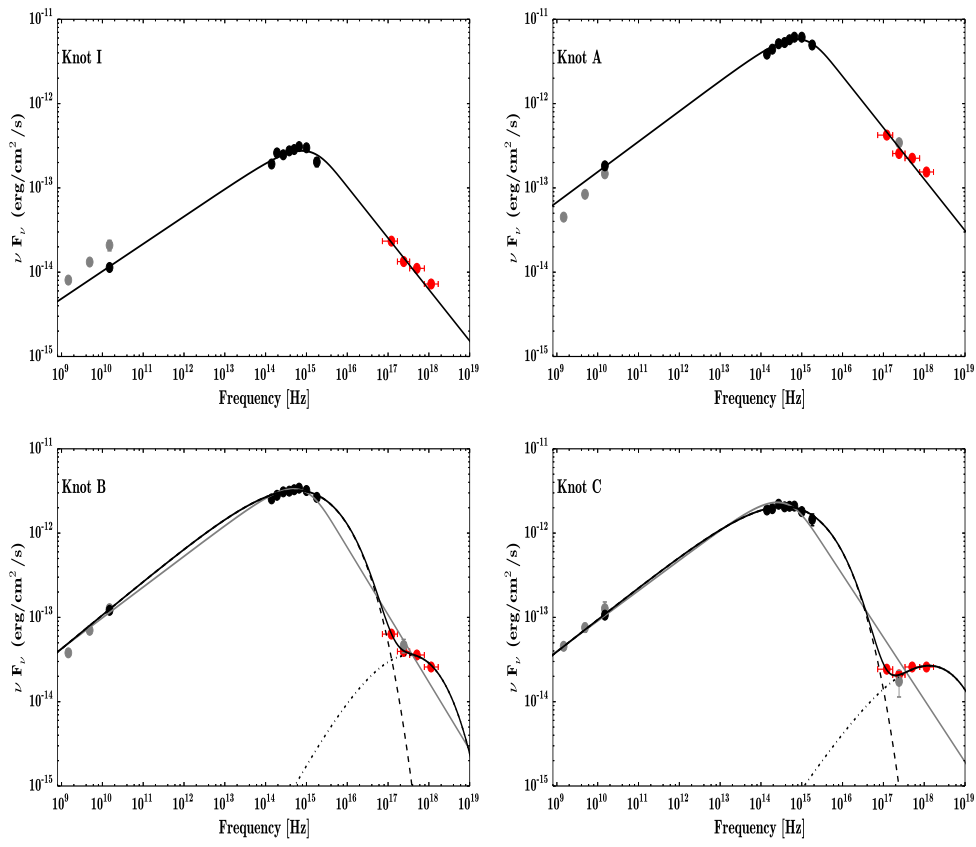 10⁻¹¹
Knot I
10⁻¹²
10⁻¹³
10⁻¹⁴
10⁻¹⁵
ν F_ν (erg/cm²/s)
10⁹ 10¹⁰ 10¹¹ 10¹² 10¹³ 10¹⁴ 10¹⁵ 10¹⁶ 10¹⁷ 10¹⁸ 10¹⁹
Frequency [Hz]
10⁻¹¹
Knot A
10⁻¹²
10⁻¹³
10⁻¹⁴
10⁻¹⁵
ν F_ν (erg/cm²/s)
10⁹ 10¹⁰ 10¹¹ 10¹² 10¹³ 10¹⁴ 10¹⁵ 10¹⁶ 10¹⁷ 10¹⁸ 10¹⁹
Frequency [Hz]
10⁻¹¹
Knot B
10⁻¹²
10⁻¹³
10⁻¹⁴
10⁻¹⁵
ν F_ν (erg/cm²/s)
10⁹ 10¹⁰ 10¹¹ 10¹² 10¹³ 10¹⁴ 10¹⁵ 10¹⁶ 10¹⁷ 10¹⁸ 10¹⁹
Frequency [Hz]
10⁻¹¹
Knot C
10⁻¹²
10⁻¹³
10⁻¹⁴
10⁻¹⁵
ν F_ν (erg/cm²/s)
10⁹ 10¹⁰ 10¹¹ 10¹² 10¹³ 10¹⁴ 10¹⁵ 10¹⁶ 10¹⁷ 10¹⁸ 10¹⁹
Frequency [Hz]